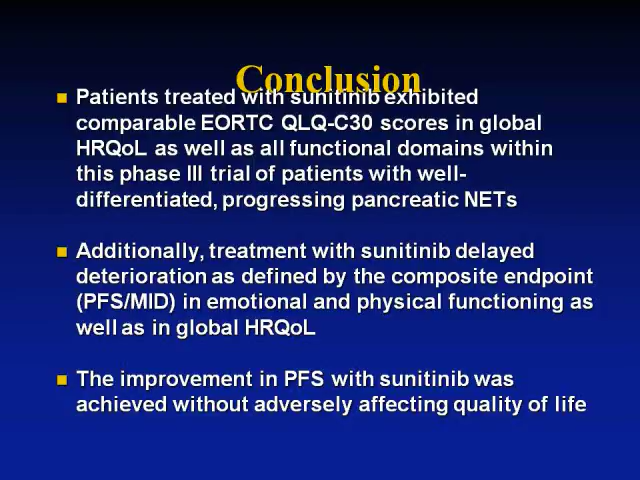 Conclusion
Patients treated with sunitinib exhibited
comparable EORTC QLQ-C30 scores in global
HRQoL as well as all functional domains within
this phase III trial of patients with well-
differentiated, progressing pancreatic NETs
Additionally, treatment with sunitinib delayed
deterioration as defined by the composite endpoint
(PFS/MID) in emotional and physical functioning as
well as in global HRQoL
The improvement in PFS with sunitinib was
achieved without adversely affecting quality of life